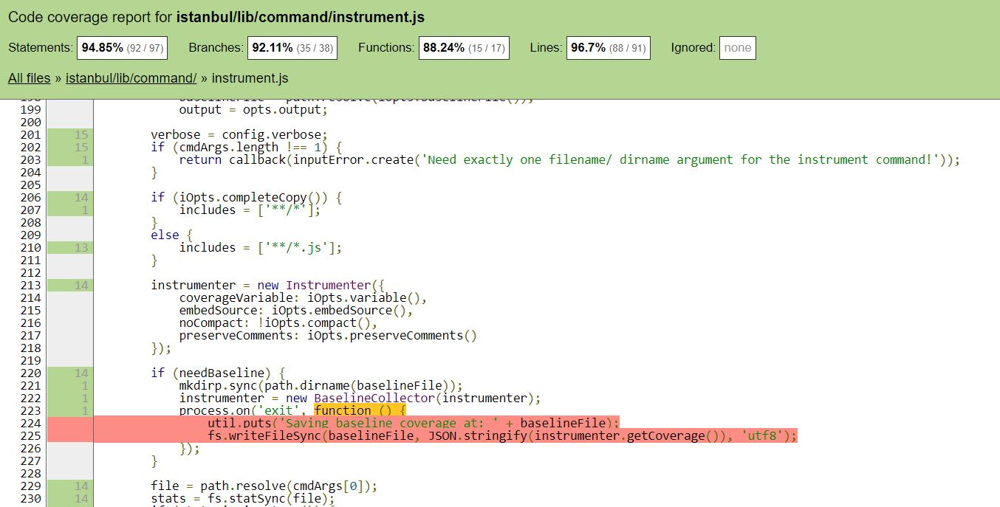 Code coverage report for istanbul/lib/command/instrument.js
Statements: 94.85% (92 / 97) Branches: 92.11% (35 / 38) Functions: 88.24% (15 / 17) Lines: 96.7% (88 / 91) Ignored: none
All files » istanbul/lib/command/ » instrument.js
199 output = opts.output;
200
201 15 verbose = config.verbose;
202 15 if (cmdArgs.length !== 1) {
203 1 return callback(inputError.create('Need exactly one filename/ dirname argument for the instrument command!'));
204 }
205
206 14 if (iOpts.completeCopy()) {
207 1 includes = ['**/*'];
208 }
209 else {
210 13 includes = ['**/*.js'];
211 }
212
213 14 instrumenter = new Instrumenter({
214 coverageVariable: iOpts.variable(),
215 embedSource: iOpts.embedSource(),
216 noCompact: !iOpts.compact(),
217 preserveComments: iOpts.preserveComments()
218 });
219
220 14 if (needBaseline) {
221 1 mkdirp.sync(path.dirname(baselineFile));
222 1 instrumenter = new BaselineCollector(instrumenter);
223 1 process.on('exit', function () {
224 util.puts('Saving baseline coverage at: ' + baselineFile);
225 fs.writeFileSync(baselineFile, JSON.stringify(instrumenter.getCoverage()), 'utf8');
226 });
227 }
228
229 14 file = path.resolve(cmdArgs[0]);
230 14 stats = fs.statSync(file);